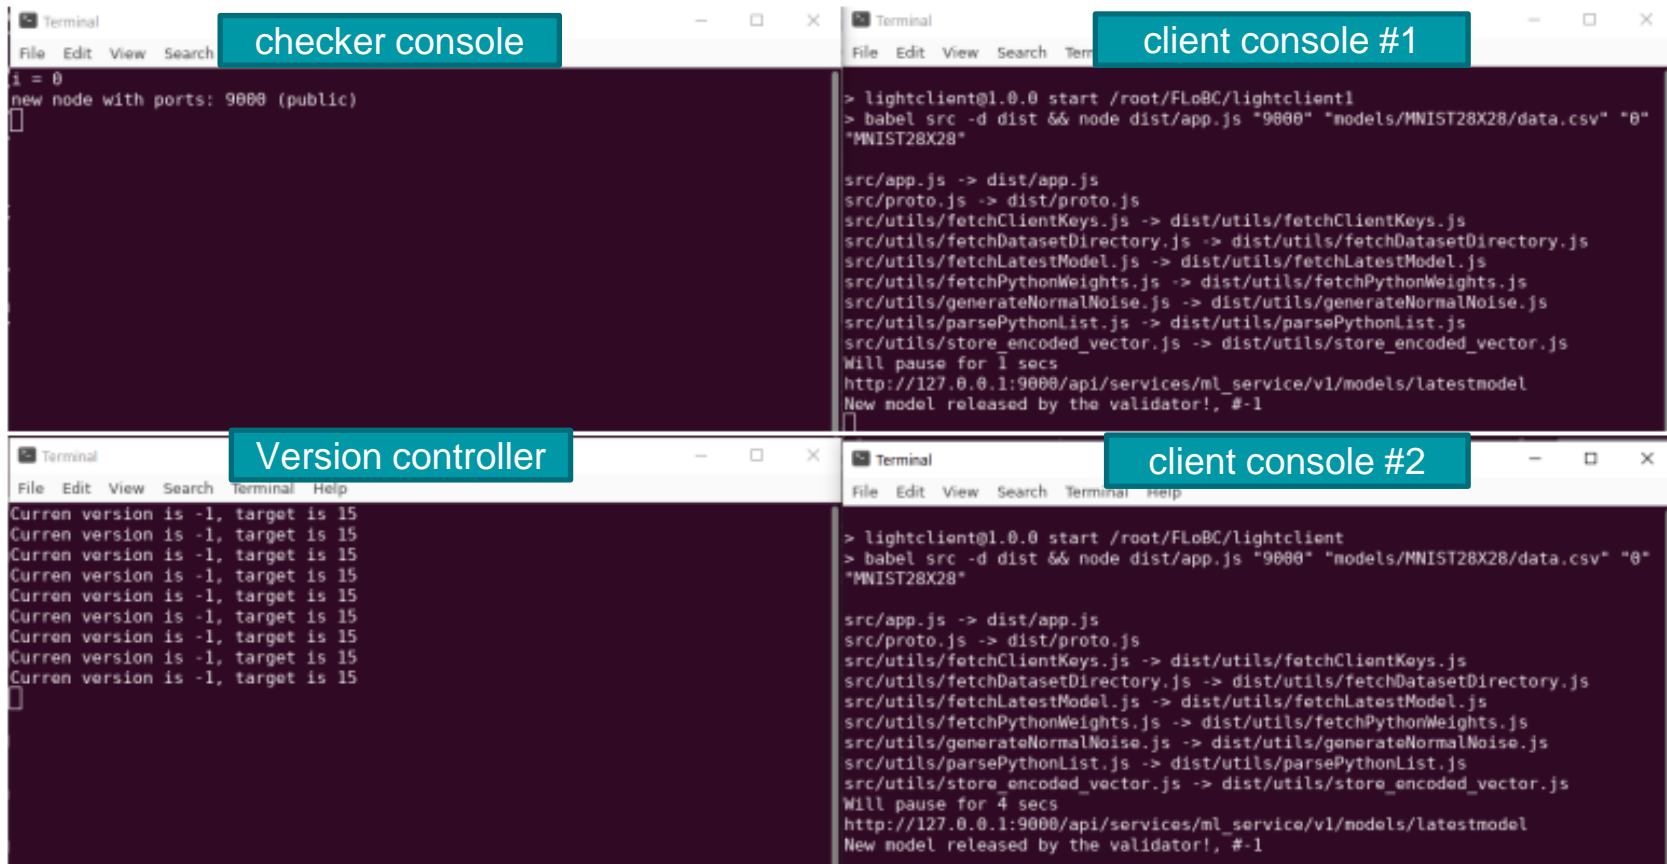 Terminal
checker console
File Edit View Search
i = 0
new node with ports: 9000 (public)
Terminal
client console #1
File Edit View Search Term
> lightclient@1.0.0 start /root/FLoBC/lightclient1
> babel src -d dist && node dist/app.js "9000" "models/MNIST28X28/data.csv" "0"
"MNIST28X28"
src/app.js -> dist/app.js
src/proto.js -> dist/proto.js
src/utils/fetchClientKeys.js -> dist/utils/fetchClientKeys.js
src/utils/fetchDatasetDirectory.js -> dist/utils/fetchDatasetDirectory.js
src/utils/fetchLatestModel.js -> dist/utils/fetchLatestModel.js
src/utils/fetchPythonWeights.js -> dist/utils/fetchPythonWeights.js
src/utils/generateNormalNoise.js -> dist/utils/generateNormalNoise.js
src/utils/parsePythonList.js -> dist/utils/parsePythonList.js
src/utils/store_encoded_vector.js -> dist/utils/store_encoded_vector.js
Will pause for 1 secs
http://127.0.0.1:9000/api/services/ml_service/v1/models/latestmodel
New model released by the validator!, #-1
Terminal
Version controller
File Edit View Search Terminal Help
Curren version is -1, target is 15
Curren version is -1, target is 15
Curren version is -1, target is 15
Curren version is -1, target is 15
Curren version is -1, target is 15
Curren version is -1, target is 15
Curren version is -1, target is 15
Curren version is -1, target is 15
Curren version is -1, target is 15
Terminal
client console #2
File Edit View Search Terminal Help
> lightclient@1.0.0 start /root/FLoBC/lightclient
> babel src -d dist && node dist/app.js "9000" "models/MNIST28X28/data.csv" "0"
"MNIST28X28"
src/app.js -> dist/app.js
src/proto.js -> dist/proto.js
src/utils/fetchClientKeys.js -> dist/utils/fetchClientKeys.js
src/utils/fetchDatasetDirectory.js -> dist/utils/fetchDatasetDirectory.js
src/utils/fetchLatestModel.js -> dist/utils/fetchLatestModel.js
src/utils/fetchPythonWeights.js -> dist/utils/fetchPythonWeights.js
src/utils/generateNormalNoise.js -> dist/utils/generateNormalNoise.js
src/utils/parsePythonList.js -> dist/utils/parsePythonList.js
src/utils/store_encoded_vector.js -> dist/utils/store_encoded_vector.js
Will pause for 4 secs
http://127.0.0.1:9000/api/services/ml_service/v1/models/latestmodel
New model released by the validator!, #-1